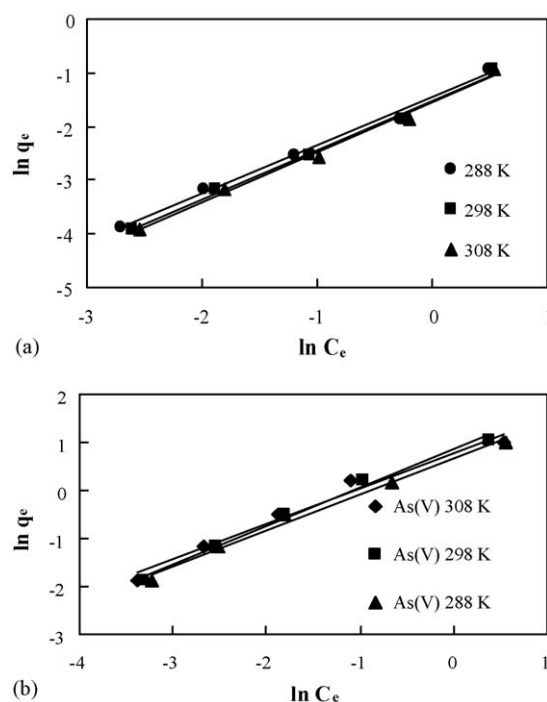 0
-1
-2
-3
-4
-5
ln qe
288 K
298 K
308 K
-3
-2
-1
0
1
(a)
ln Ce
2
1
0
-1
-2
-3
ln qe
As(V) 308 K
As(V) 298 K
As(V) 288 K
-4
-3
-2
-1
0
1
(b)
ln Ce